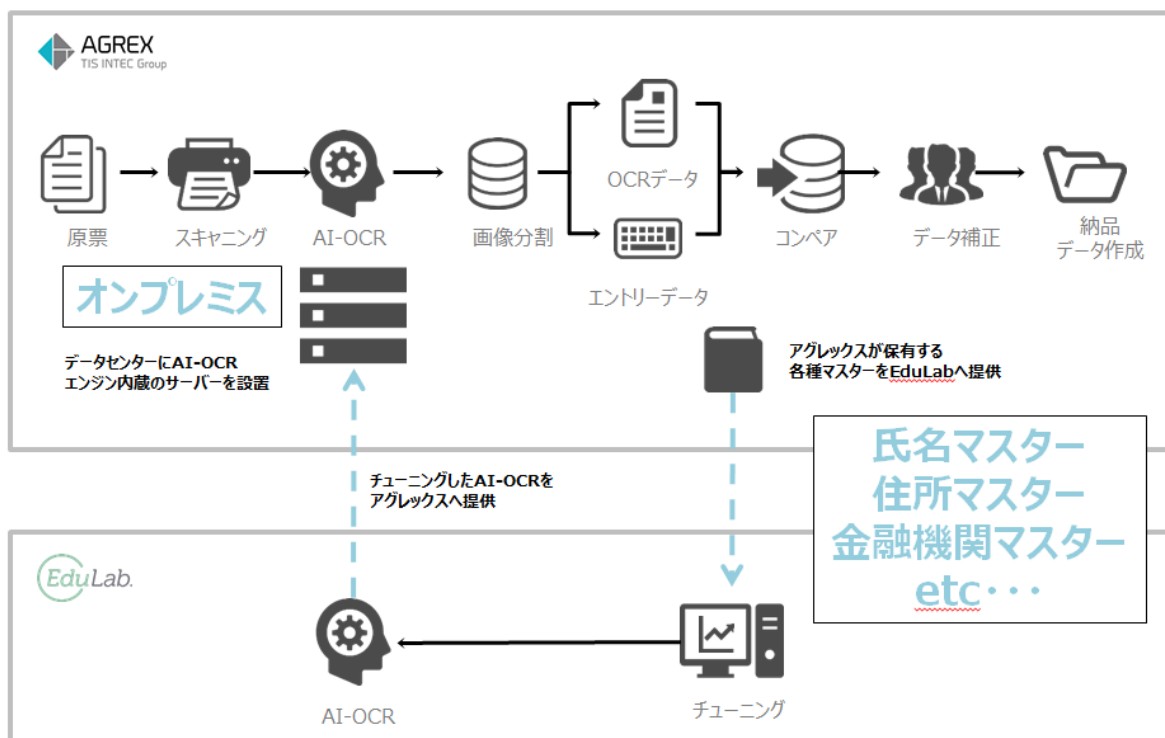 AGREX
TIS INTEC Group
原票
スキャニング
AI-OCR
画像分割
OCRデータ
エントリーデータ
コンペア
データ補正
納品
データ作成
オンプレミス
データセンターにAI-OCR
エンジン内蔵のサーバーを設置
アグレックスが保有する
各種マスターをEduLabへ提供
チューニングしたAI-OCRを
アグレックスへ提供
氏名マスター
住所マスター
金融機関マスター
etc・・・
EduLab.
AI-OCR
チューニング